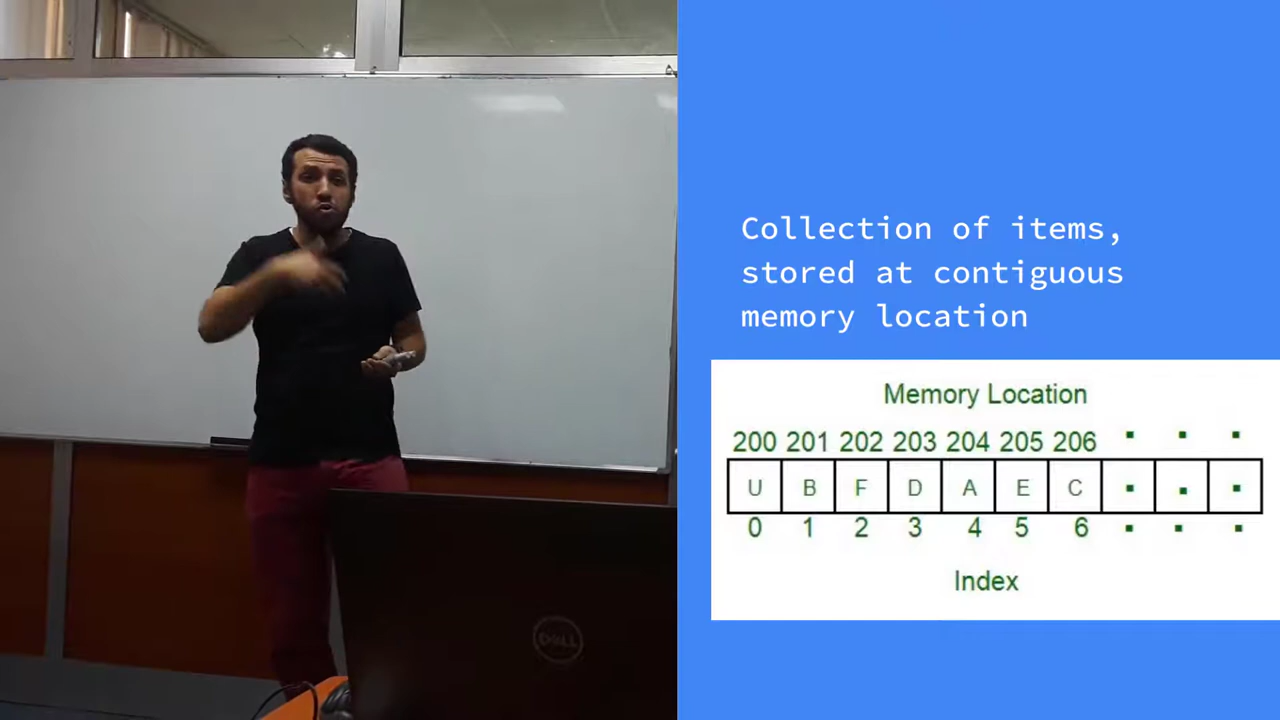 Collection of items,
stored at contiguous
memory location
Memory Location
200 201 202 203 204 205 206
U B F D A E C
0 1 2 3 4 5 6
Index
DELL